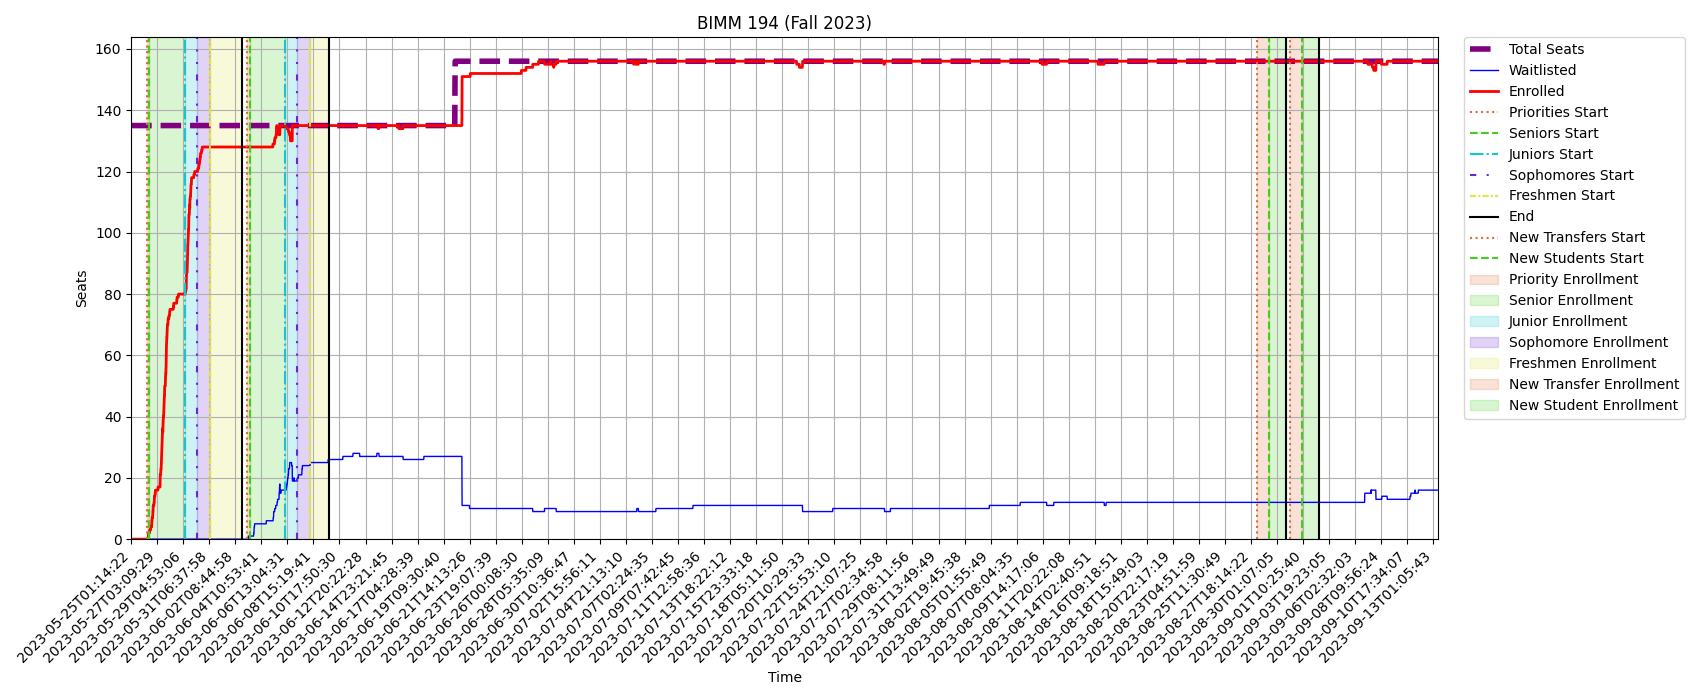 BIMM 194 (Fall 2023)
160
140
120
100
80
60
40
20
0
Seats
2023-05-25T01:14:22
2023-05-27T03:09:29
2023-05-29T04:53:06
2023-05-31T06:37:58
2023-06-02T08:44:58
2023-06-04T10:53:41
2023-06-06T13:04:31
2023-06-08T15:19:41
2023-06-10T17:50:30
2023-06-12T20:22:28
2023-06-14T23:21:45
2023-06-17T04:28:39
2023-06-19T09:30:40
2023-06-21T14:13:26
2023-06-23T19:07:39
2023-06-26T00:08:30
2023-06-28T05:35:09
2023-06-30T10:36:47
2023-07-02T15:56:11
2023-07-04T21:13:10
2023-07-07T02:24:35
2023-07-09T07:42:45
2023-07-11T12:58:36
2023-07-13T18:22:12
2023-07-15T23:33:18
2023-07-18T05:11:50
2023-07-20T10:29:33
2023-07-22T15:53:10
2023-07-24T21:07:25
2023-07-27T02:34:58
2023-07-29T08:11:56
2023-07-31T13:49:49
2023-08-02T19:45:38
2023-08-05T01:55:49
2023-08-07T08:04:35
2023-08-09T14:17:06
2023-08-11T20:22:08
2023-08-14T02:40:51
2023-08-16T09:18:51
2023-08-18T15:49:03
2023-08-20T22:17:19
2023-08-23T04:51:59
2023-08-25T11:30:49
2023-08-27T18:14:22
2023-08-30T01:07:05
2023-09-01T10:25:40
2023-09-03T19:23:05
2023-09-06T02:32:03
2023-09-08T09:56:24
2023-09-10T17:34:07
2023-09-13T01:05:43
Time
Total Seats
Waitlisted
Enrolled
Priorities Start
Seniors Start
Juniors Start
Sophomores Start
Freshmen Start
End
New Transfers Start
New Students Start
Priority Enrollment
Senior Enrollment
Junior Enrollment
Sophomore Enrollment
Freshmen Enrollment
New Transfer Enrollment
New Student Enrollment